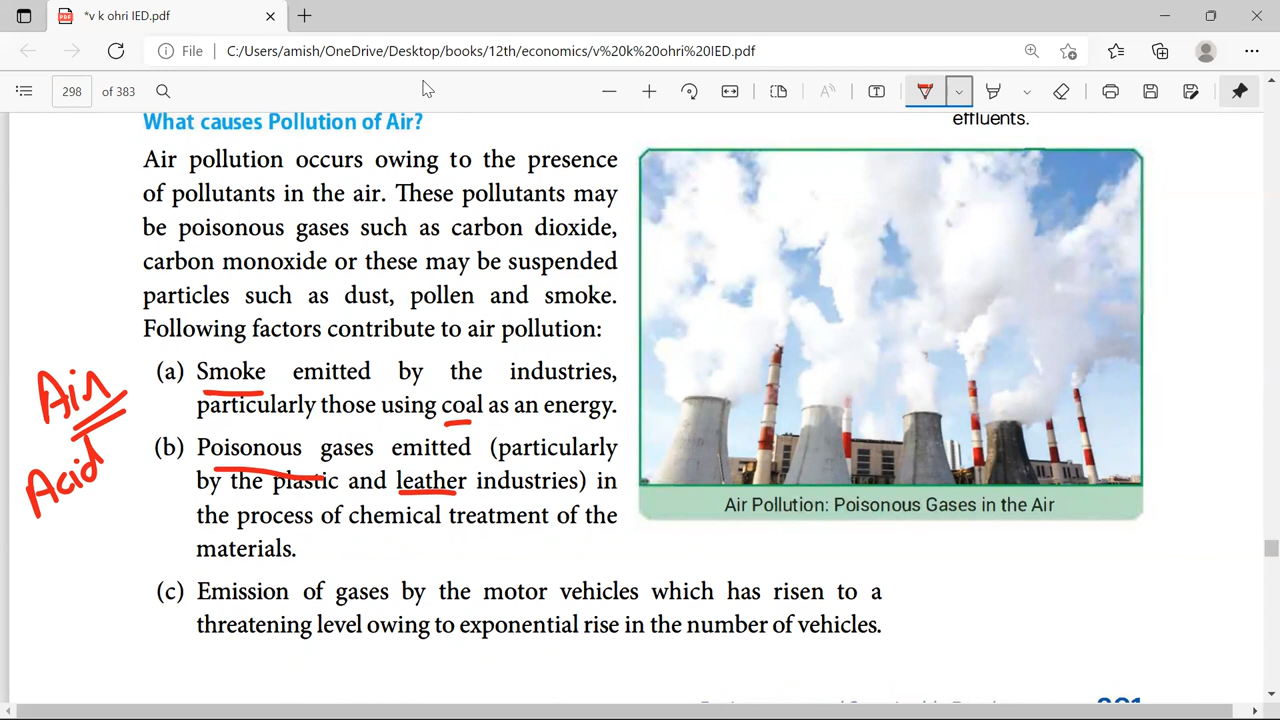 *v k ohri IED.pdf
File
C:/Users/amish/OneDrive/Desktop/books/12th/economics/v%20k%20ohri%20IED.pdf
298 of 383
What causes Pollution of Air?
effluents.
Air pollution occurs owing to the presence
of pollutants in the air. These pollutants may
be poisonous gases such as carbon dioxide,
carbon monoxide or these may be suspended
particles such as dust, pollen and smoke.
Following factors contribute to air pollution:
(a) Smoke emitted by the industries,
particularly those using coal as an energy.
(b) Poisonous gases emitted (particularly
by the plastic and leather industries) in
the process of chemical treatment of the
materials.
(c) Emission of gases by the motor vehicles which has risen to a
threatening level owing to exponential rise in the number of vehicles.
Air
Acid
Air Pollution: Poisonous Gases in the Air